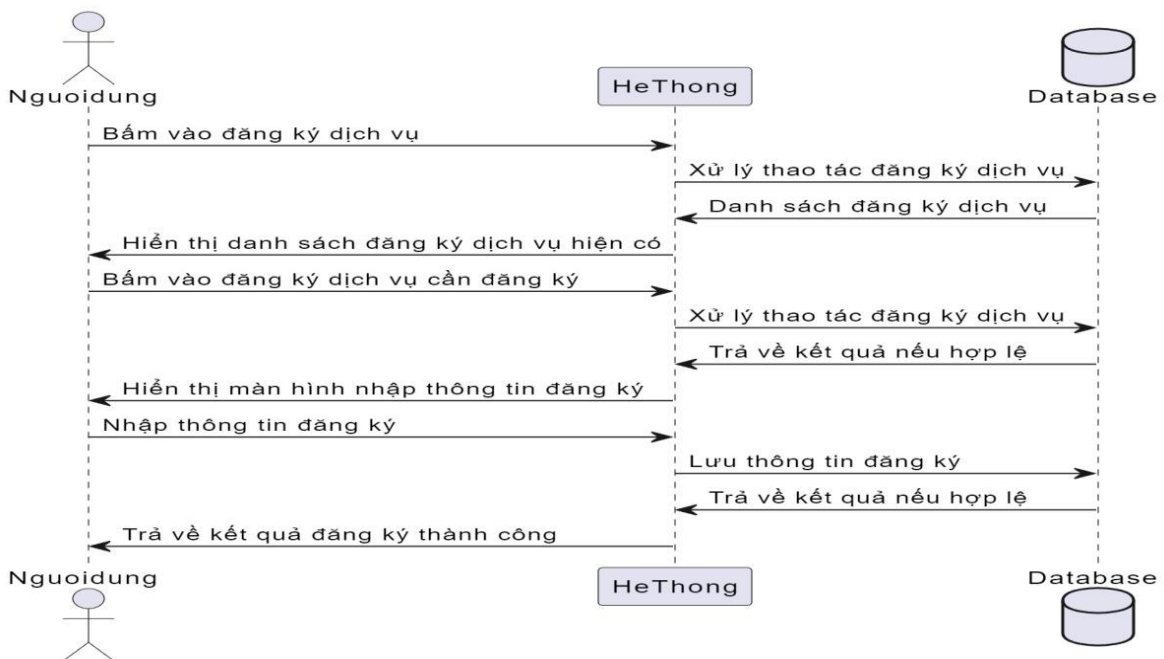 Nguoidung
HeThong
Database
Bấm vào đăng ký dịch vụ
Xử lý thao tác đăng ký dịch vụ
Danh sách đăng ký dịch vụ
Hiển thị danh sách đăng ký dịch vụ hiện có
Bấm vào đăng ký dịch vụ cần đăng ký
Xử lý thao tác đăng ký dịch vụ
Trả về kết quả nếu hợp lệ
Hiển thị màn hình nhập thông tin đăng ký
Nhập thông tin đăng ký
Lưu thông tin đăng ký
Trả về kết quả nếu hợp lệ
Trả về kết quả đăng ký thành công
Nguoidung
HeThong
Database